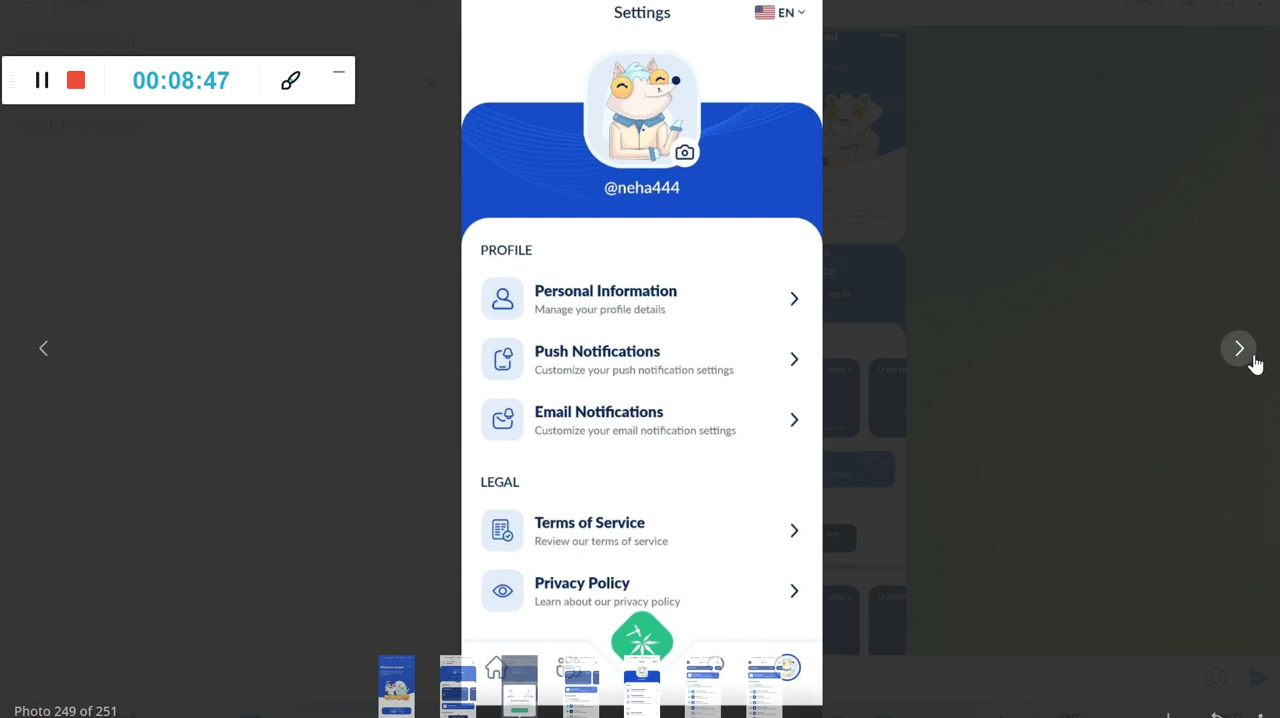 Settings
EN
00:08:47
@neha444
PROFILE
Personal Information
Manage your profile details
Push Notifications
Customize your push notification settings
Email Notifications
Customize your email notification settings
LEGAL
Terms of Service
Review our terms of service
Privacy Policy
Learn about our privacy policy
Photo 249 of 251